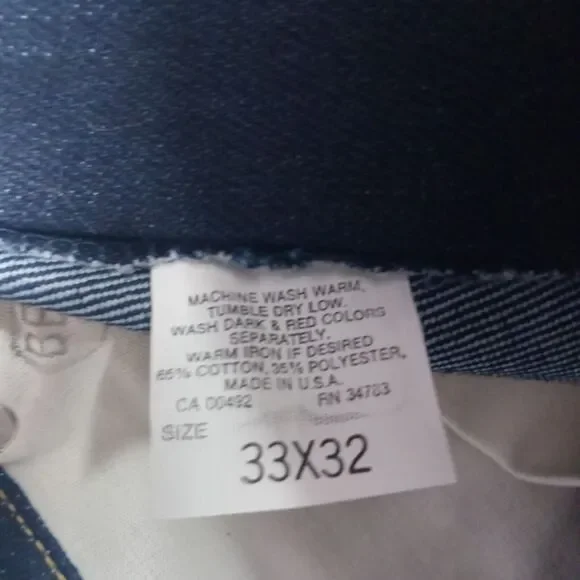 MACHINE WASH WARM,
TUMBLE DRY LOW.
WASH DARK & RED COLORS
SEPARATELY.
WARM IRON IF DESIRED
65% COTTON, 35% POLYESTER,
MADE IN U.S.A.
CA 00492 RN 34783
SIZE
33X32